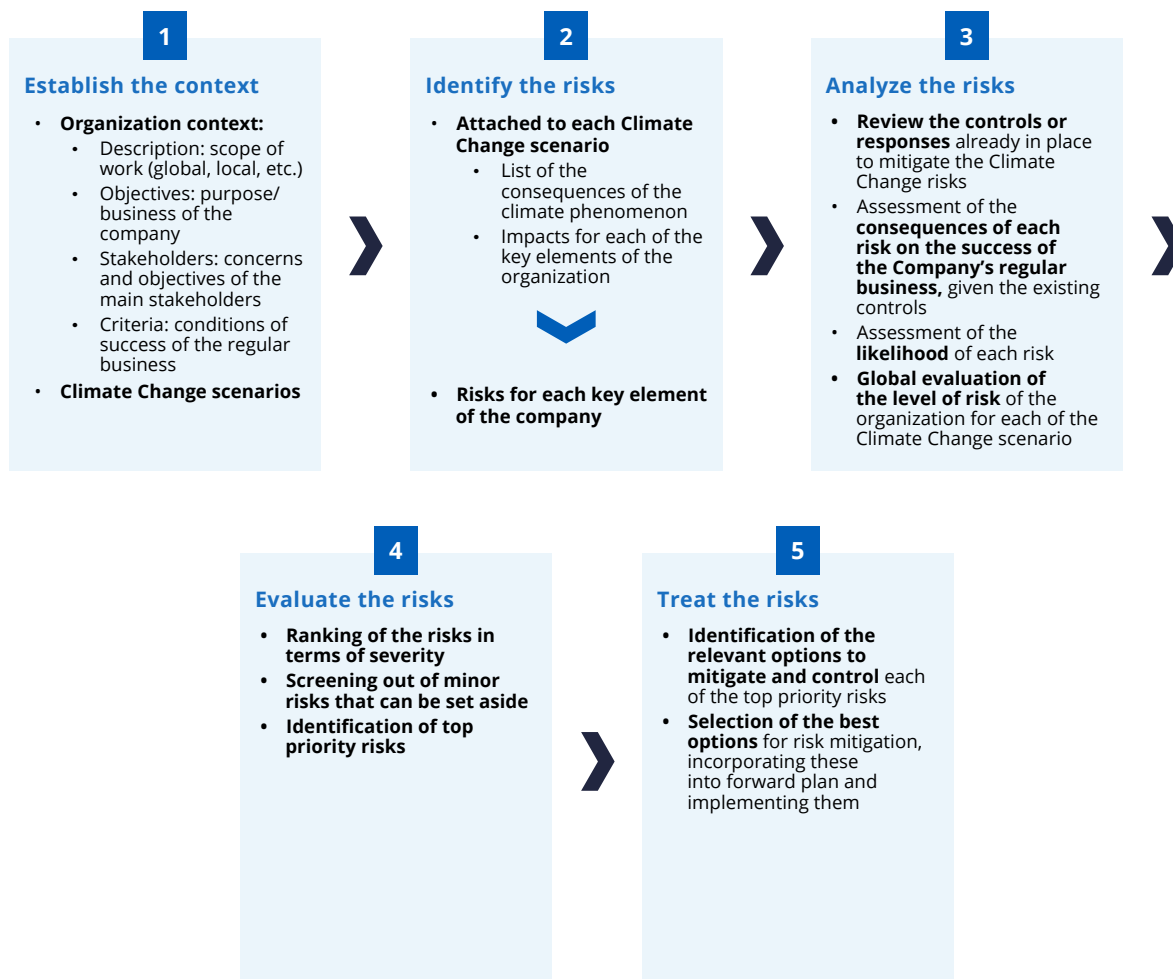 1
Establish the context
• Organization context:
• Description: scope of
work (global, local, etc.)
• Objectives: purpose/
business of the
company
• Stakeholders: concerns
and objectives of the
main stakeholders
• Criteria: conditions of
success of the regular
business
• Climate Change scenarios
2
Identify the risks
• Attached to each Climate
Change scenario
• List of the
consequences of the
climate phenomenon
• Impacts for each of the
key elements of the
organization
• Risks for each key element
of the company
3
Analyze the risks
• Review the controls or
responses already in place
to mitigate the Climate
Change risks
• Assessment of the
consequences of each
risk on the success of
the Company’s regular
business, given the existing
controls
• Assessment of the
likelihood of each risk
• Global evaluation of
the level of risk of the
organization for each of the
Climate Change scenario
4
Evaluate the risks
• Ranking of the risks in
terms of severity
• Screening out of minor
risks that can be set aside
• Identification of top
priority risks
5
Treat the risks
• Identification of the
relevant options to
mitigate and control each
of the top priority risks
• Selection of the best
options for risk mitigation,
incorporating these
into forward plan and
implementing them